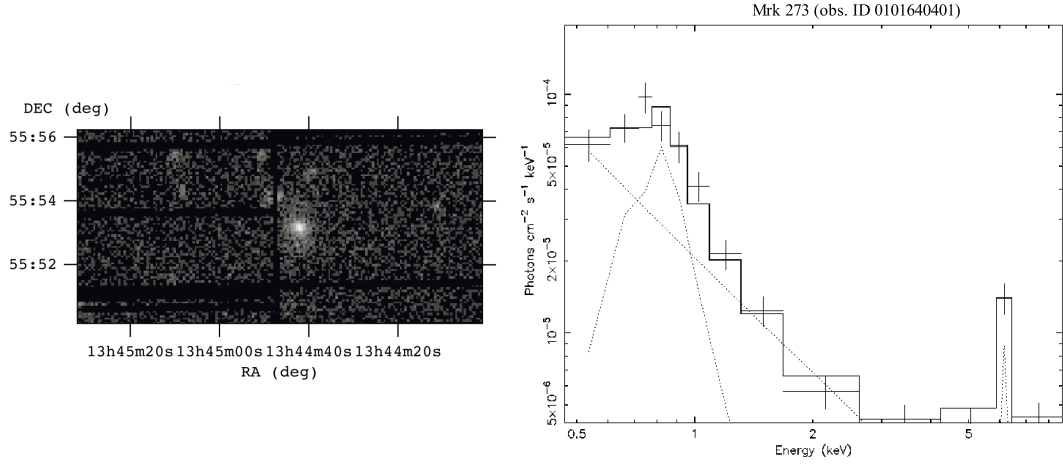 Mrk 273 (obs. ID 0101640401)
DEC (deg)
55:56
55:54
55:52
13h45m20s 13h45m00s 13h44m40s 13h44m20s
RA (deg)
Photons cm⁻² s⁻¹ keV⁻¹
10⁻⁴
5×10⁻⁵
2×10⁻⁵
10⁻⁵
5×10⁻⁶
0.5 1 2 5
Energy (keV)